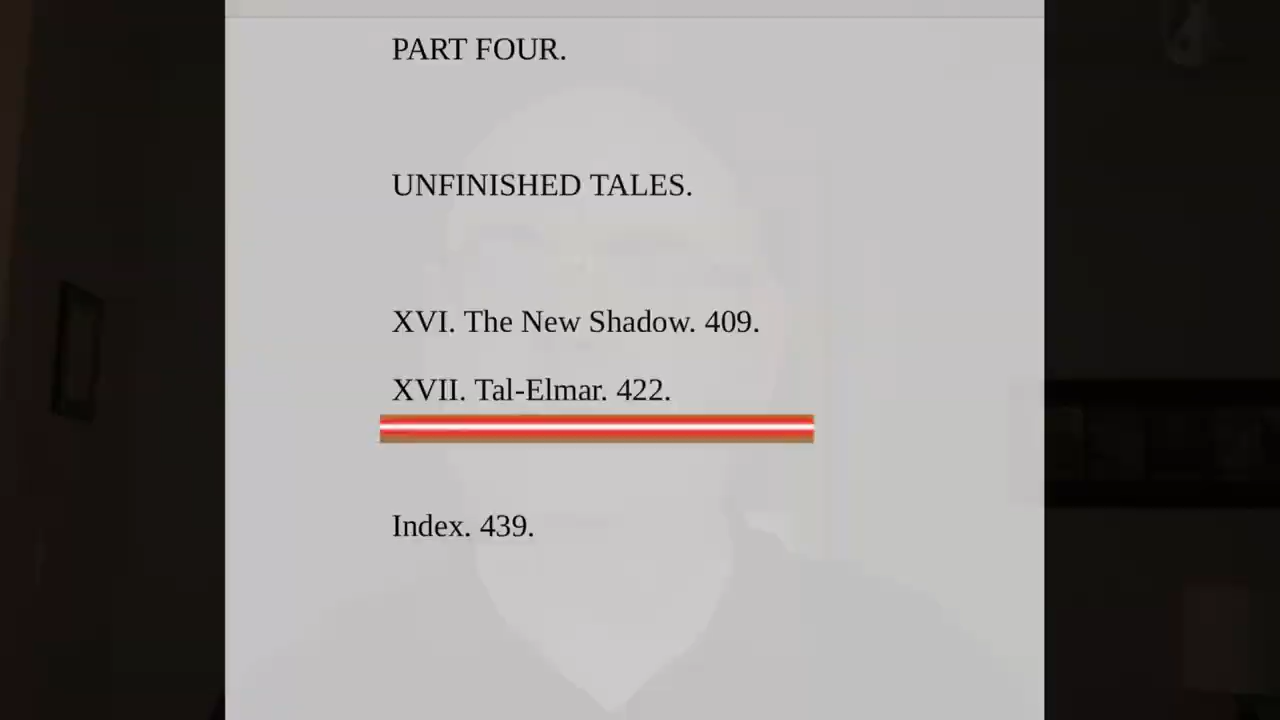 PART FOUR.
UNFINISHED TALES.
XVI. The New Shadow. 409.
XVII. Tal-Elmar. 422.
Index. 439.